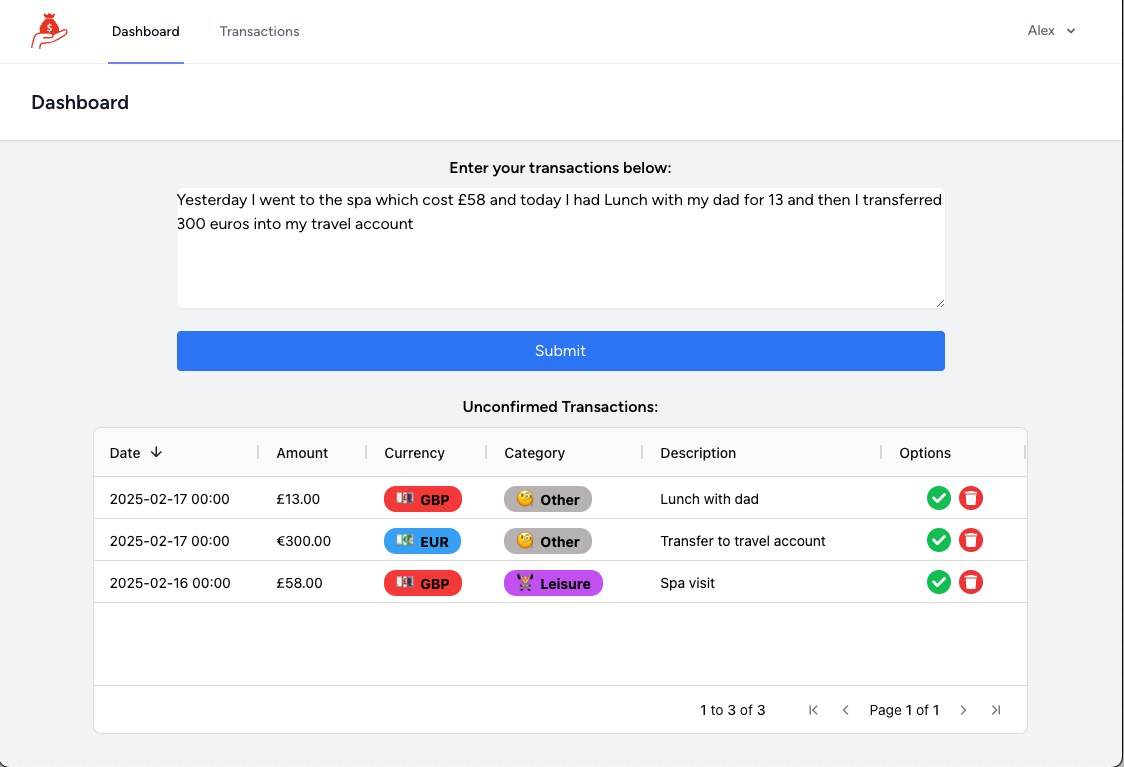 $
Dashboard Transactions Alex
Dashboard
Enter your transactions below:
Yesterday I went to the spa which cost £58 and today I had Lunch with my dad for 13 and then I transferred
300 euros into my travel account
Submit
Unconfirmed Transactions:
Date Amount Currency Category Description Options
2025-02-17 00:00 £13.00 GBP Other Lunch with dad
2025-02-17 00:00 €300.00 EUR Other Transfer to travel account
2025-02-16 00:00 £58.00 GBP Leisure Spa visit
1 to 3 of 3 Page 1 of 1